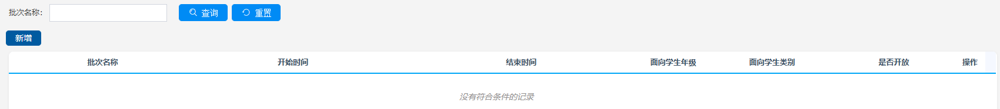 批次名称： 查询 重置
新增
批次名称 开始时间 结束时间 面向学生年级 面向学生类别 是否开放 操作
没有符合条件的记录